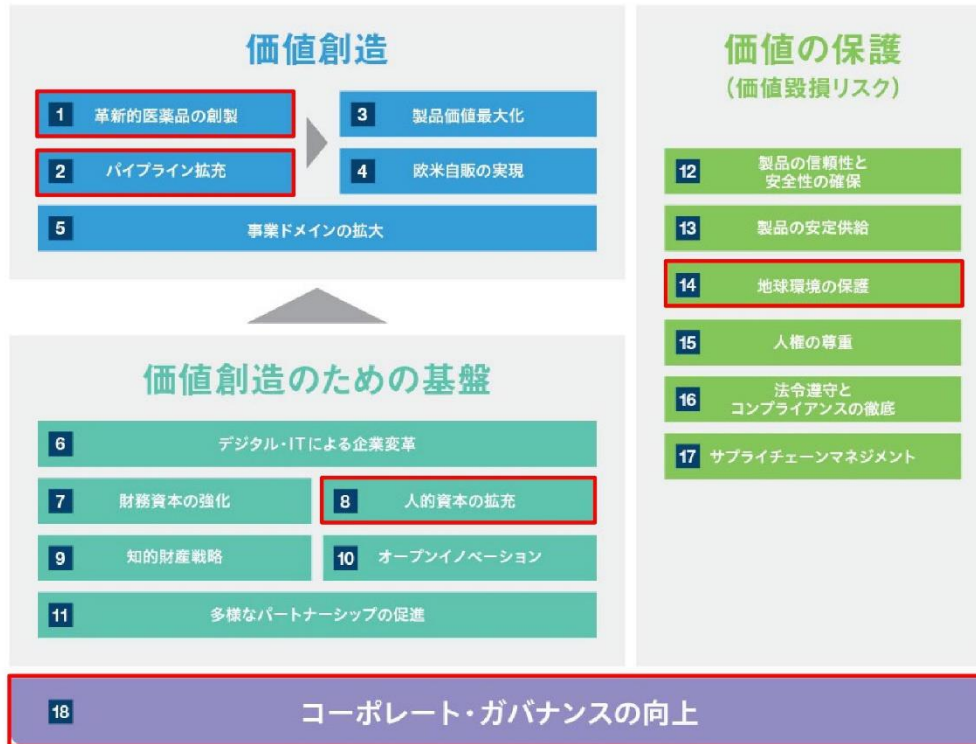 価値創造
1 革新的医薬品の創製
3 製品価値最大化
2 パイプライン拡充
4 欧米自販の実現
5 事業ドメインの拡大
価値創造のための基盤
6 デジタル・ITによる企業変革
7 財務資本の強化
8 人的資本の拡充
9 知的財産戦略
10 オープンイノベーション
11 多様なパートナーシップの促進
価値の保護
(価値毀損リスク)
12 製品の信頼性と
安全性の確保
13 製品の安定供給
14 地球環境の保護
15 人権の尊重
16 法令遵守と
コンプライアンスの徹底
17 サプライチェーンマネジメント
18 コーポレート・ガバナンスの向上